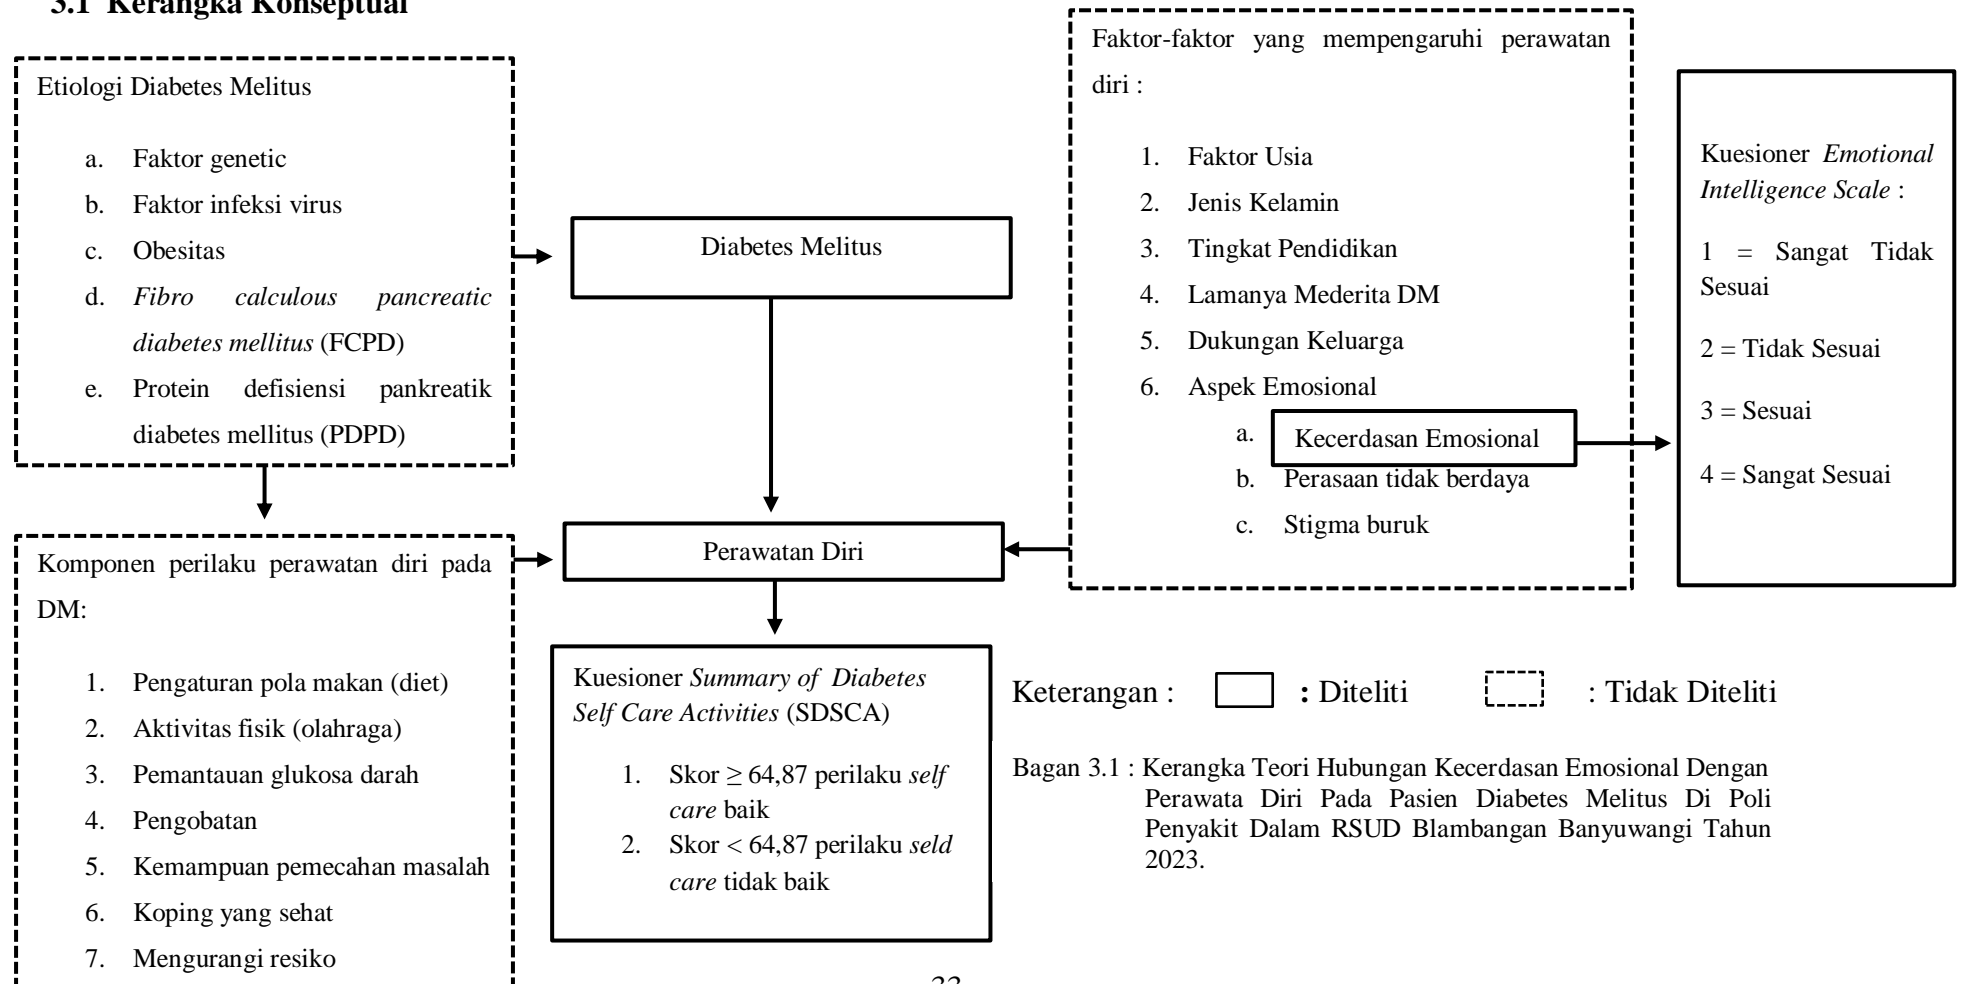 3.1 Kerangka Konseptual
Etiologi Diabetes Melitus
a. Faktor genetic
b. Faktor infeksi virus
c. Obesitas
d. Fibro calculous pancreatic
diabetes mellitus (FCPD)
e. Protein defisiensi pankreatik
diabetes mellitus (PDPD)
Komponen perilaku perawatan diri pada
DM:
1. Pengaturan pola makan (diet)
2. Aktivitas fisik (olahraga)
3. Pemantauan glukosa darah
4. Pengobatan
5. Kemampuan pemecahan masalah
6. Koping yang sehat
7. Mengurangi resiko
Diabetes Melitus
Perawatan Diri
Kuesioner Summary of Diabetes
Self Care Activities (SDSCA)
1. Skor ≥ 64,87 perilaku self
care baik
2. Skor < 64,87 perilaku seld
care tidak baik
Faktor-faktor yang mempengaruhi perawatan
diri :
1. Faktor Usia
2. Jenis Kelamin
3. Tingkat Pendidikan
4. Lamanya Mederita DM
5. Dukungan Keluarga
6. Aspek Emosional
a. Kecerdasan Emosional
b. Perasaan tidak berdaya
c. Stigma buruk
Kuesioner Emotional
Intelligence Scale :
1 = Sangat Tidak
Sesuai
2 = Tidak Sesuai
3 = Sesuai
4 = Sangat Sesuai
Keterangan : : Diteliti : Tidak Diteliti
Bagan 3.1 : Kerangka Teori Hubungan Kecerdasan Emosional Dengan
Perawata Diri Pada Pasien Diabetes Melitus Di Poli
Penyakit Dalam RSUD Blambangan Banyuwangi Tahun
2023.